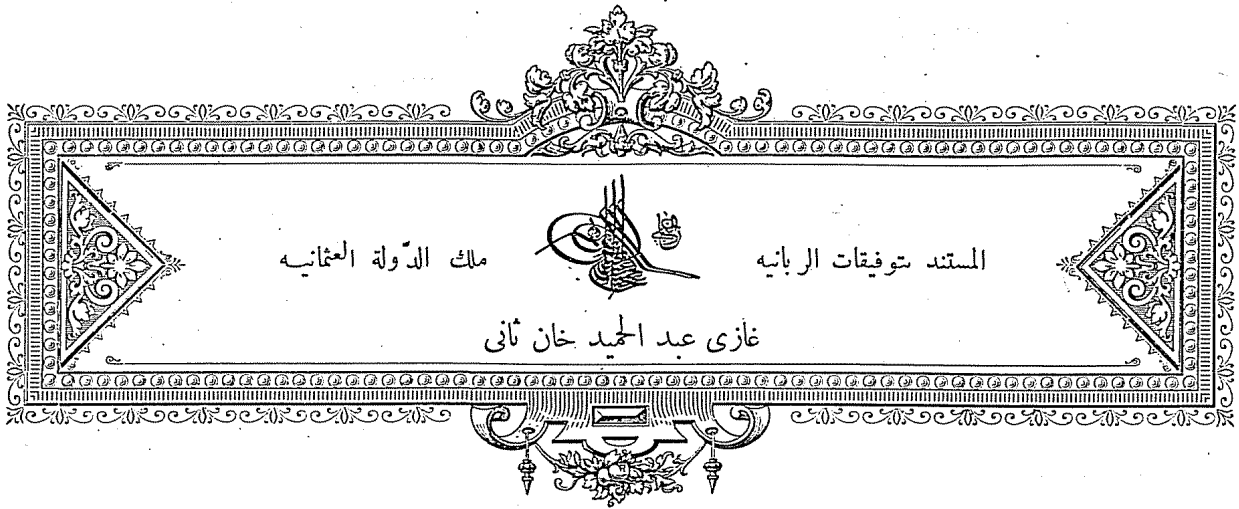 المستند بتوفيقات الربانيه ملك الدّولة العثمانيه
غازى عبد الحميد خان ثانى